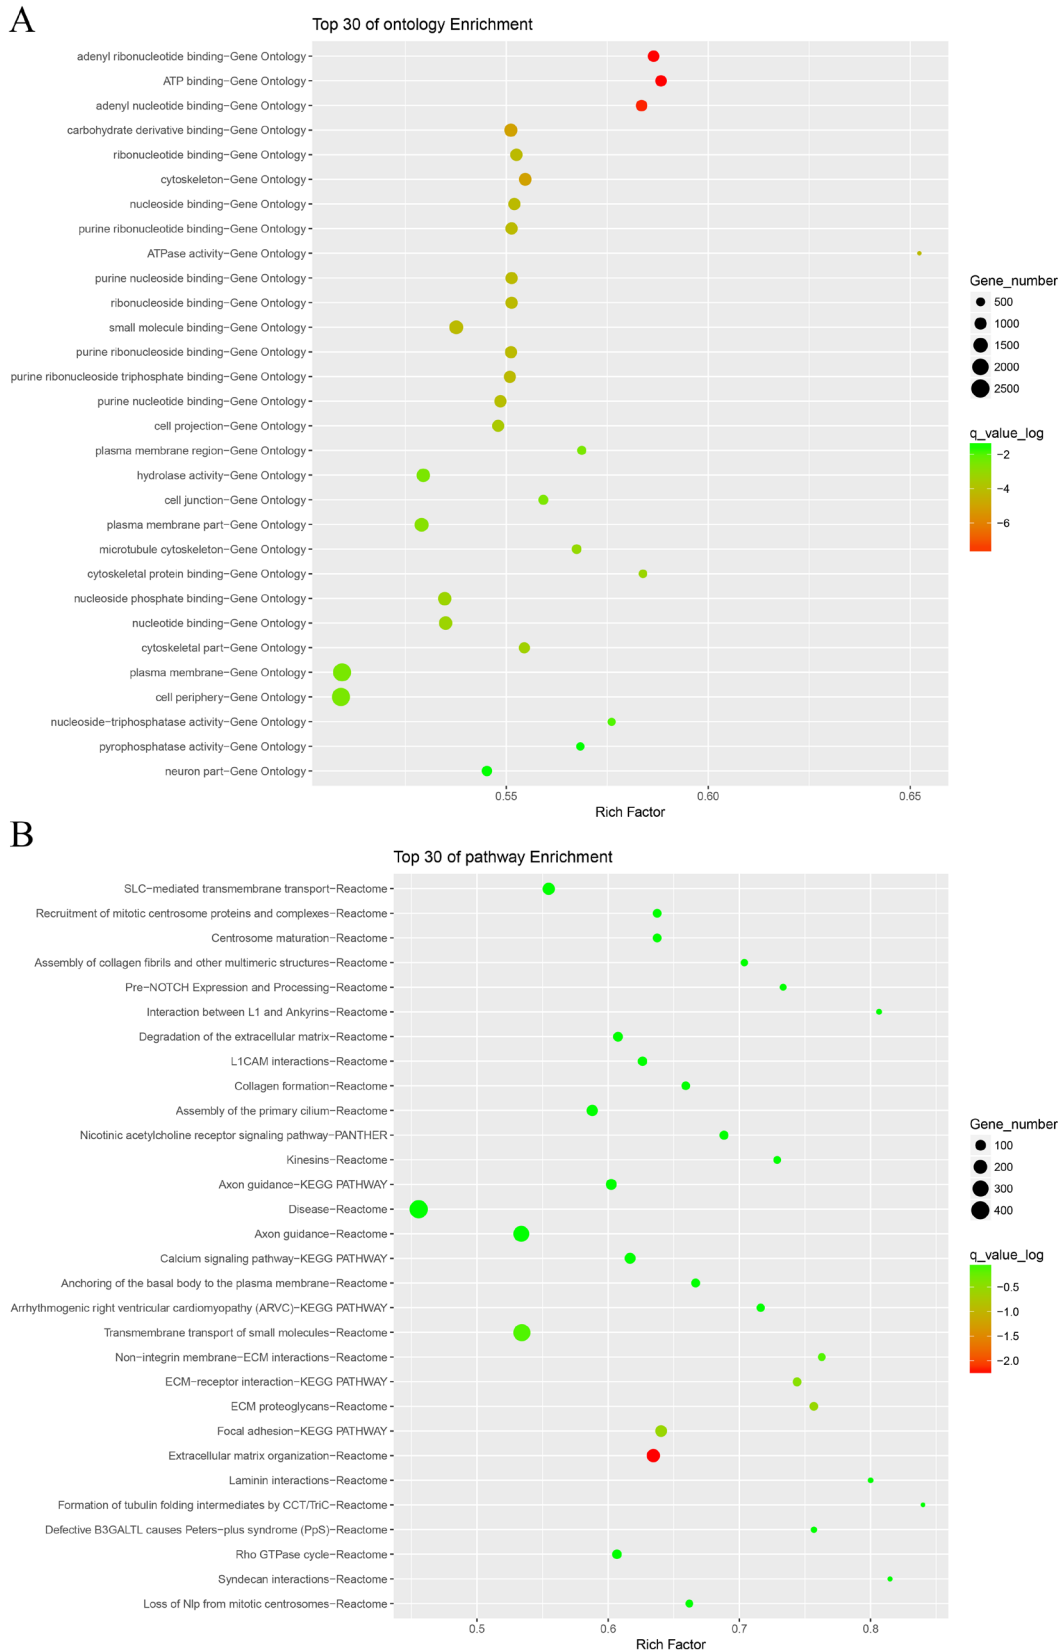 A
Top 30 of ontology Enrichment
adenyl ribonucleotide binding−Gene Ontology
ATP binding−Gene Ontology
adenyl nucleotide binding−Gene Ontology
carbohydrate derivative binding−Gene Ontology
ribonucleotide binding−Gene Ontology
cytoskeleton−Gene Ontology
nucleoside binding−Gene Ontology
purine ribonucleotide binding−Gene Ontology
ATPase activity−Gene Ontology
purine nucleoside binding−Gene Ontology
ribonucleoside binding−Gene Ontology
small molecule binding−Gene Ontology
purine ribonucleoside binding−Gene Ontology
purine ribonucleoside triphosphate binding−Gene Ontology
purine nucleotide binding−Gene Ontology
cell projection−Gene Ontology
plasma membrane region−Gene Ontology
hydrolase activity−Gene Ontology
cell junction−Gene Ontology
plasma membrane part−Gene Ontology
microtubule cytoskeleton−Gene Ontology
cytoskeletal protein binding−Gene Ontology
nucleoside phosphate binding−Gene Ontology
nucleotide binding−Gene Ontology
cytoskeletal part−Gene Ontology
plasma membrane−Gene Ontology
cell periphery−Gene Ontology
nucleoside−triphosphatase activity−Gene Ontology
pyrophosphatase activity−Gene Ontology
neuron part−Gene Ontology
0.55 0.60 0.65
Rich Factor
Gene_number
500
1000
1500
2000
2500
q_value_log
−2
−4
−6
B
Top 30 of pathway Enrichment
SLC−mediated transmembrane transport−Reactome
Recruitment of mitotic centrosome proteins and complexes−Reactome
Centrosome maturation−Reactome
Assembly of collagen fibrils and other multimeric structures−Reactome
Pre−NOTCH Expression and Processing−Reactome
Interaction between L1 and Ankyrins−Reactome
Degradation of the extracellular matrix−Reactome
L1CAM interactions−Reactome
Collagen formation−Reactome
Assembly of the primary cilium−Reactome
Nicotinic acetylcholine receptor signaling pathway−PANTHER
Kinesins−Reactome
Axon guidance−KEGG PATHWAY
Disease−Reactome
Axon guidance−Reactome
Calcium signaling pathway−KEGG PATHWAY
Anchoring of the basal body to the plasma membrane−Reactome
Arrhythmogenic right ventricular cardiomyopathy (ARVC)−KEGG PATHWAY
Transmembrane transport of small molecules−Reactome
Non−integrin membrane−ECM interactions−Reactome
ECM−receptor interaction−KEGG PATHWAY
ECM proteoglycans−Reactome
Focal adhesion−KEGG PATHWAY
Extracellular matrix organization−Reactome
Laminin interactions−Reactome
Formation of tubulin folding intermediates by CCT/TriC−Reactome
Defective B3GALTL causes Peters−plus syndrome (PpS)−Reactome
Rho GTPase cycle−Reactome
Syndecan interactions−Reactome
Loss of Nlp from mitotic centrosomes−Reactome
0.5 0.6 0.7 0.8
Rich Factor
Gene_number
100
200
300
400
q_value_log
−0.5
−1.0
−1.5
−2.0